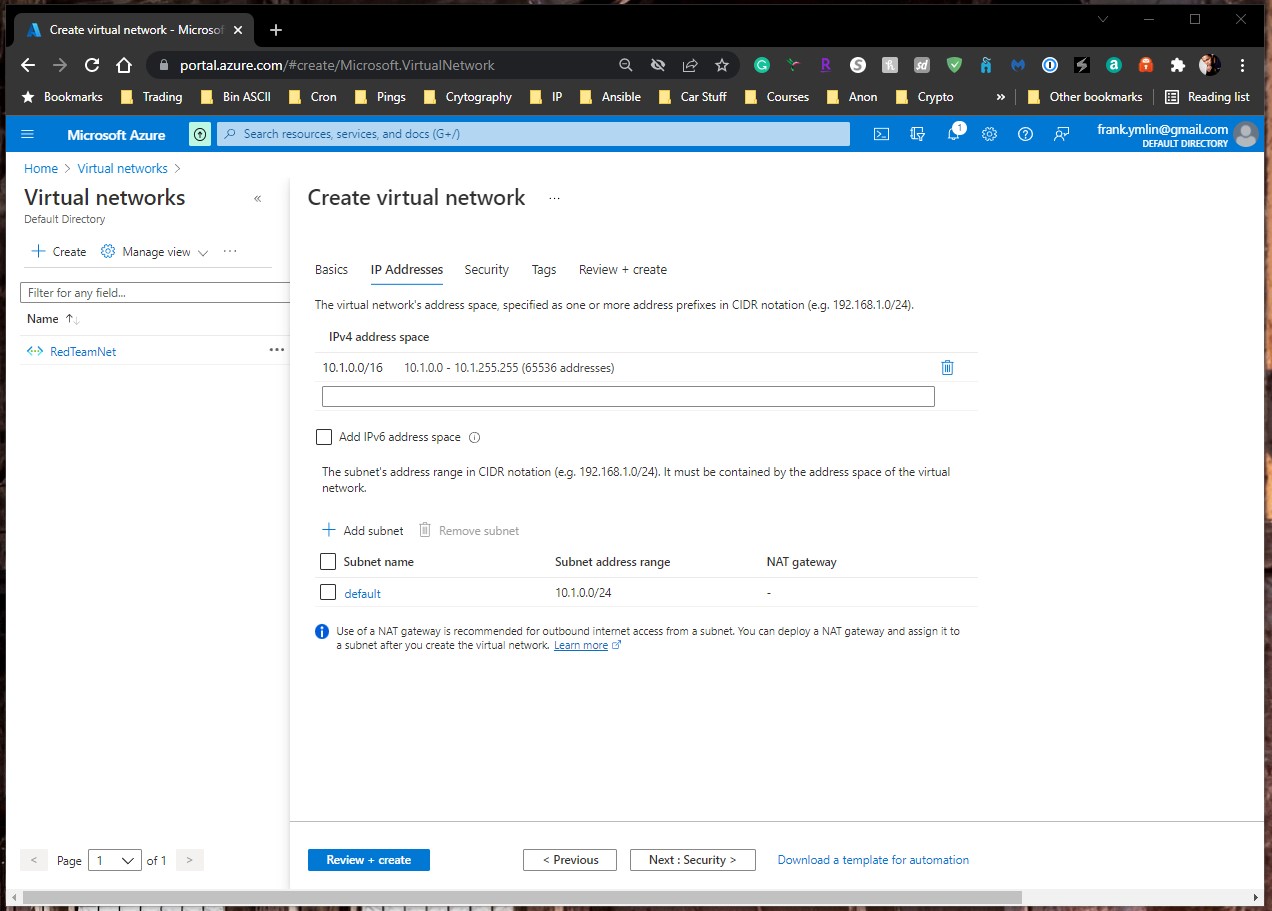 Create virtual network - Microsof
portal.azure.com/#create/Microsoft.VirtualNetwork
Bookmarks Trading Bin ASCII Cron Pings Crytography IP Ansible Car Stuff Courses Anon Crypto » Other bookmarks Reading list
Microsoft Azure Search resources, services, and docs (G+/) 1 frank.ymlin@gmail.com
DEFAULT DIRECTORY
Home > Virtual networks >
Virtual networks «
Default Directory
+ Create Manage view ...
Filter for any field...
Name ↑↓
RedTeamNet ...
Page 1 of 1
Create virtual network ...
Basics IP Addresses Security Tags Review + create
The virtual network's address space, specified as one or more address prefixes in CIDR notation (e.g. 192.168.1.0/24).
IPv4 address space
10.1.0.0/16 10.1.0.0 - 10.1.255.255 (65536 addresses)
Add IPv6 address space
The subnet's address range in CIDR notation (e.g. 192.168.1.0/24). It must be contained by the address space of the virtual
network.
+ Add subnet Remove subnet
Subnet name Subnet address range NAT gateway
default 10.1.0.0/24 -
Use of a NAT gateway is recommended for outbound internet access from a subnet. You can deploy a NAT gateway and assign it to
a subnet after you create the virtual network. Learn more
Review + create < Previous Next : Security > Download a template for automation